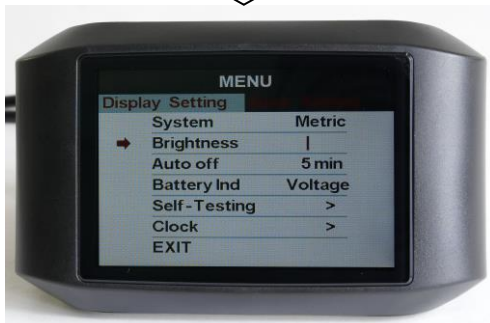 MENU
Display Setting
System Metric
Brightness |
Auto off 5 min
Battery Ind Voltage
Self-Testing >
Clock >
EXIT